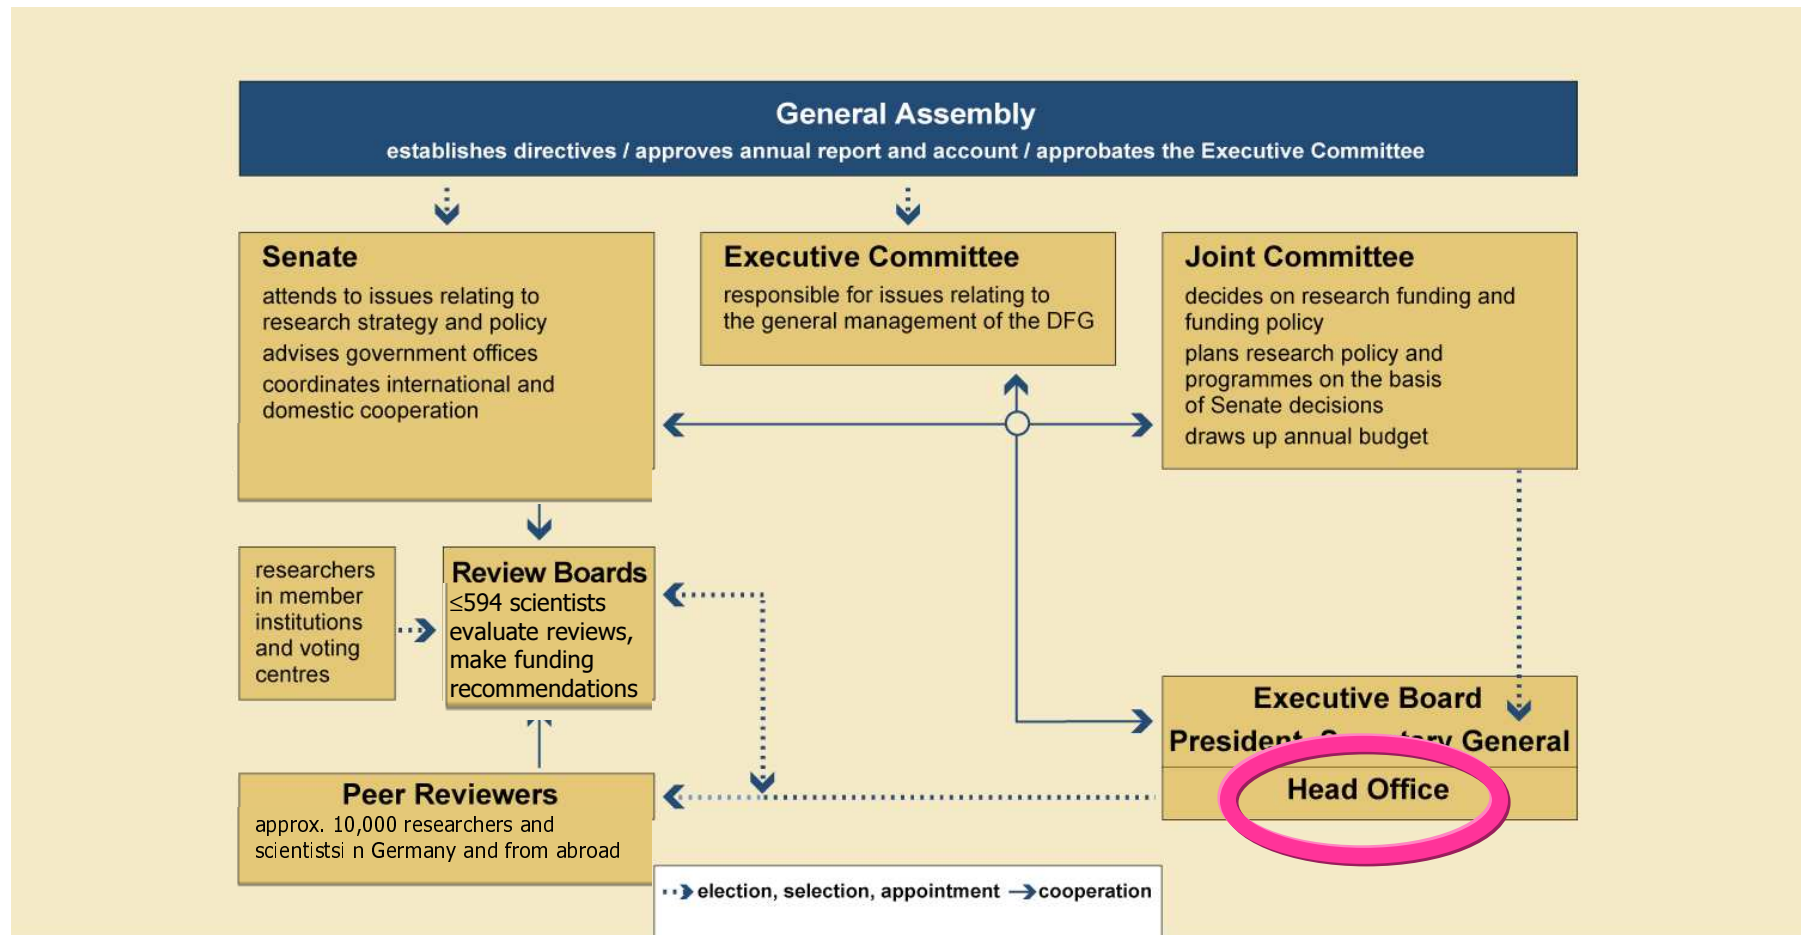 General Assembly
establishes directives / approves annual report and account / approbates the Executive Committee
Senate
attends to issues relating to
research strategy and policy
advises government offices
coordinates international and
domestic cooperation
Executive Committee
responsible for issues relating to
the general management of the DFG
Joint Committee
decides on research funding and
funding policy
plans research policy and
programmes on the basis
of Senate decisions
draws up annual budget
researchers
in member
institutions
and voting
centres
Review Boards
≤594 scientists
evaluate reviews,
make funding
recommendations
Executive Board
President, Secretary General
Head Office
Peer Reviewers
approx. 10,000 researchers and
scientistsi n Germany and from abroad
election, selection, appointment
cooperation